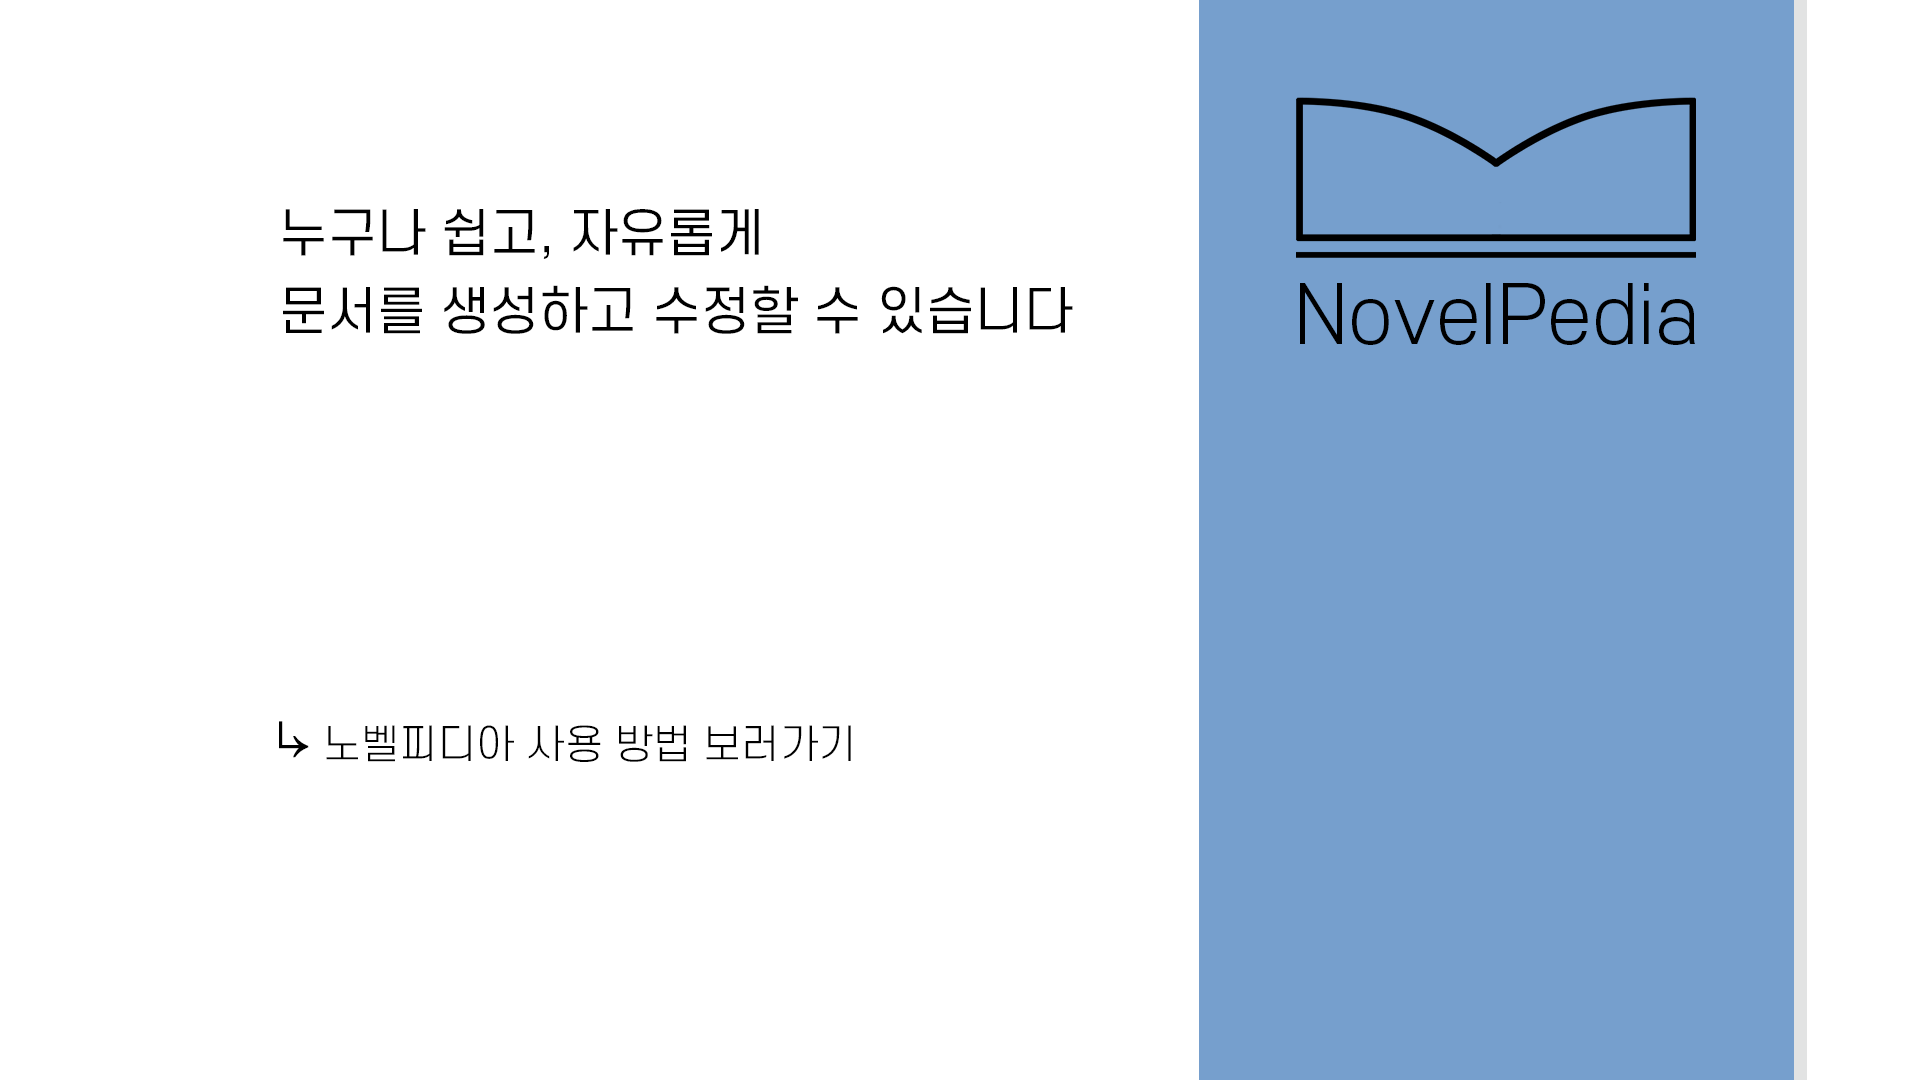 누구나 쉽고, 자유롭게
문서를 생성하고 수정할 수 있습니다
↳ 노벨피디아 사용 방법 보러가기
NovelPedia